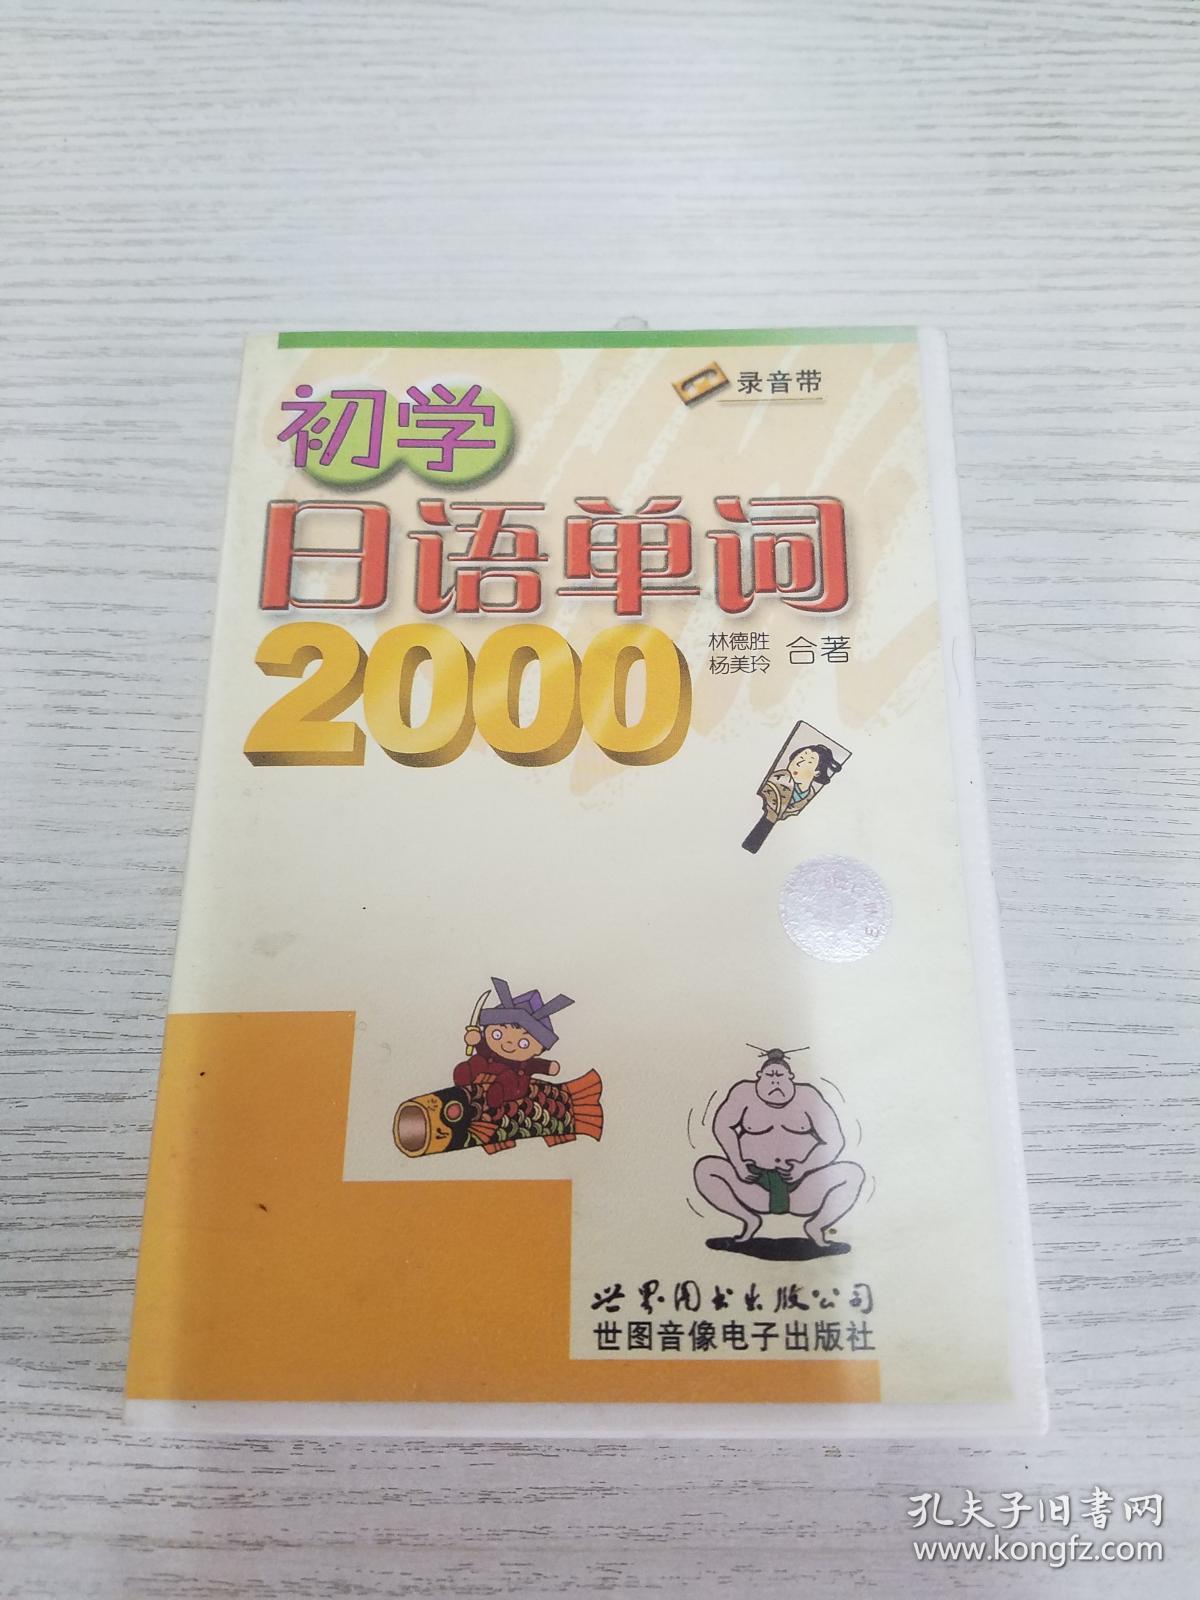 录音带
初学
日语单词
2000
林德胜
杨美玲
合著
世界图书出版公司
世图音像电子出版社
孔夫子旧书网
www.kongfz.com